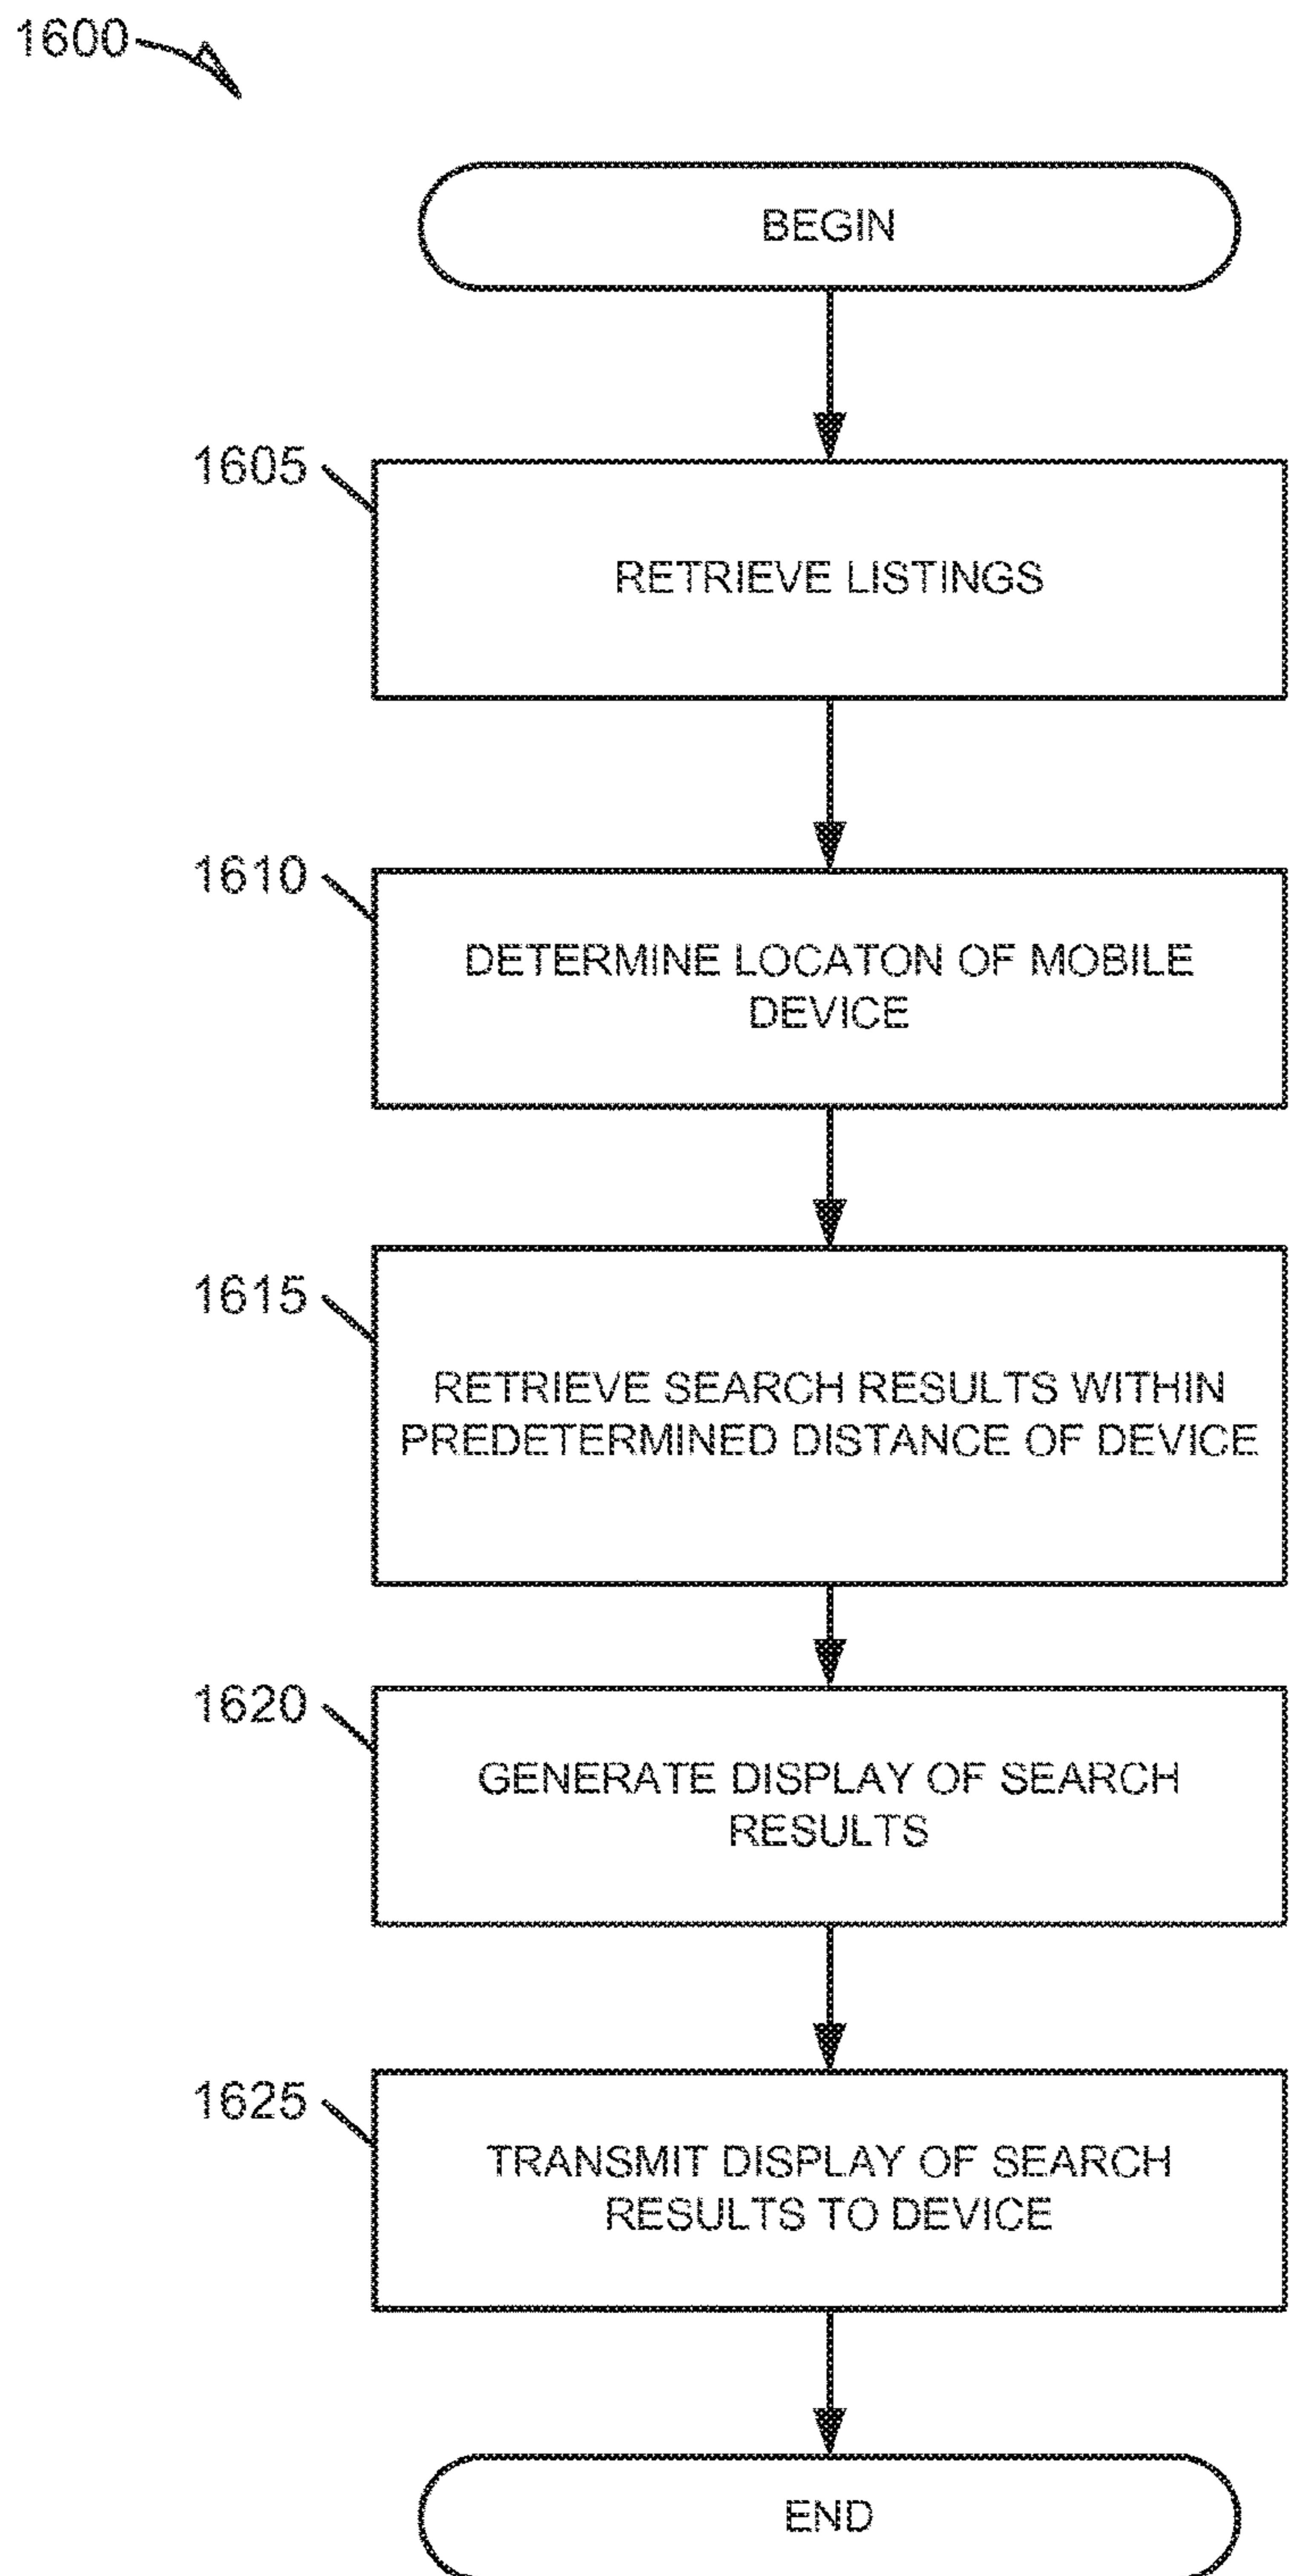 1600
BEGIN
1605
RETRIEVE LISTINGS
1610
DETERMINE LOCATON OF MOBILE
DEVICE
1615
RETRIEVE SEARCH RESULTS WITHIN
PREDETERMINED DISTANCE OF DEVICE
1620
GENERATE DISPLAY OF SEARCH
RESULTS
1625
TRANSMIT DISPLAY OF SEARCH
RESULTS TO DEVICE
END